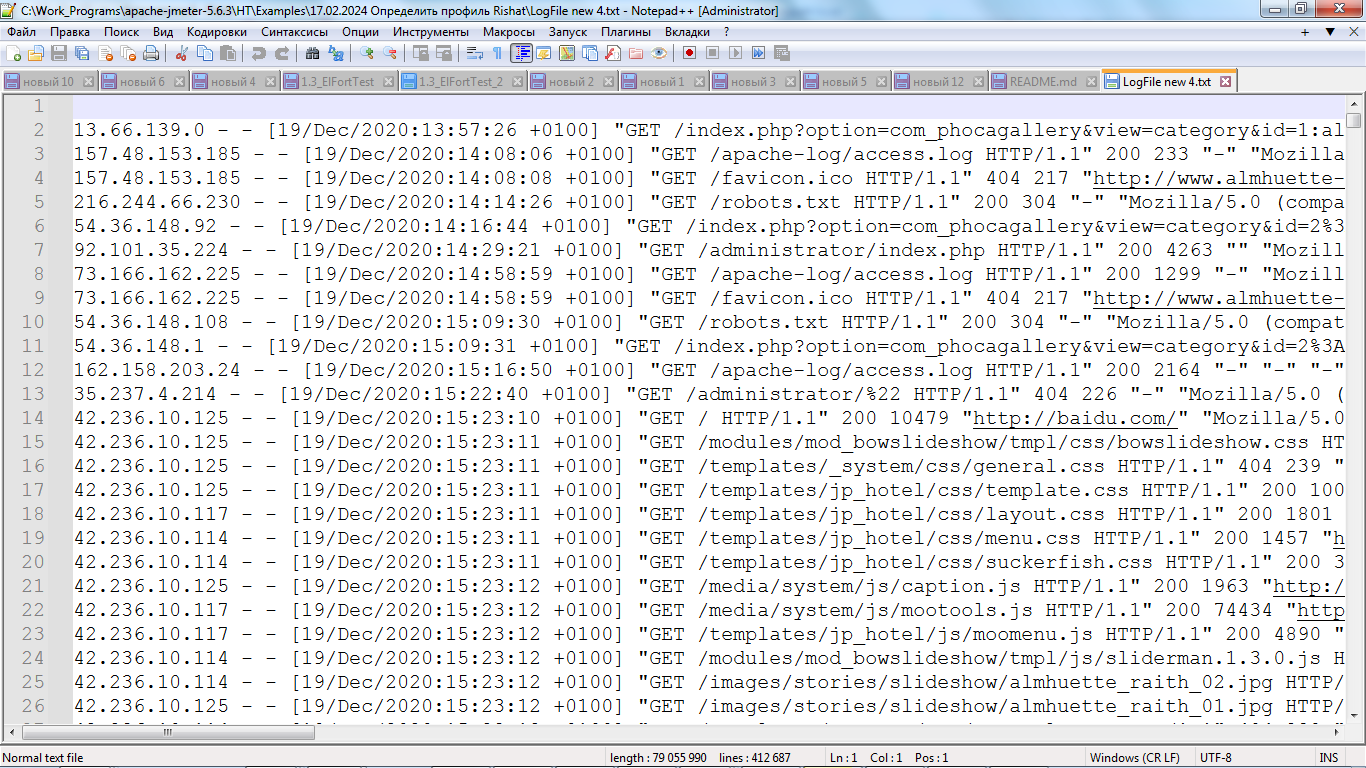 C:\Work_Programs\apache-jmeter-5.6.3\HT\Examples\17.02.2024 Определить профиль Rishat\LogFile new 4.txt - Notepad++ [Administrator]
Файл Правка Поиск Вид Кодировки Синтаксисы Опции Инструменты Макросы Запуск Плагины Вкладки ?
новый 10 новый 6 новый 4 1.3_ElFortTest 1.3_ElFortTest_2 новый 2 новый 1 новый 3 новый 5 новый 12 README.md LogFile new 4.txt
1
2 13.66.139.0 - - [19/Dec/2020:13:57:26 +0100] "GET /index.php?option=com_phocagallery&view=category&id=1:al
3 157.48.153.185 - - [19/Dec/2020:14:08:06 +0100] "GET /apache-log/access.log HTTP/1.1" 200 233 "-" "Mozilla
4 157.48.153.185 - - [19/Dec/2020:14:08:08 +0100] "GET /favicon.ico HTTP/1.1" 404 217 "http://www.almhuette-
5 216.244.66.230 - - [19/Dec/2020:14:14:26 +0100] "GET /robots.txt HTTP/1.1" 200 304 "-" "Mozilla/5.0 (compa
6 54.36.148.92 - - [19/Dec/2020:14:16:44 +0100] "GET /index.php?option=com_phocagallery&view=category&id=2%3
7 92.101.35.224 - - [19/Dec/2020:14:29:21 +0100] "GET /administrator/index.php HTTP/1.1" 200 4263 "" "Mozill
8 73.166.162.225 - - [19/Dec/2020:14:58:59 +0100] "GET /apache-log/access.log HTTP/1.1" 200 1299 "-" "Mozill
9 73.166.162.225 - - [19/Dec/2020:14:58:59 +0100] "GET /favicon.ico HTTP/1.1" 404 217 "http://www.almhuette-
10 54.36.148.108 - - [19/Dec/2020:15:09:30 +0100] "GET /robots.txt HTTP/1.1" 200 304 "-" "Mozilla/5.0 (compat
11 54.36.148.1 - - [19/Dec/2020:15:09:31 +0100] "GET /index.php?option=com_phocagallery&view=category&id=2%3A
12 162.158.203.24 - - [19/Dec/2020:15:16:50 +0100] "GET /apache-log/access.log HTTP/1.1" 200 2164 "-" "-" "-"
13 35.237.4.214 - - [19/Dec/2020:15:22:40 +0100] "GET /administrator/%22 HTTP/1.1" 404 226 "-" "Mozilla/5.0 (
14 42.236.10.125 - - [19/Dec/2020:15:23:10 +0100] "GET / HTTP/1.1" 200 10479 "http://baidu.com/" "Mozilla/5.0
15 42.236.10.125 - - [19/Dec/2020:15:23:11 +0100] "GET /modules/mod_bowslideshow/tmpl/css/bowslideshow.css HT
16 42.236.10.125 - - [19/Dec/2020:15:23:11 +0100] "GET /templates/_system/css/general.css HTTP/1.1" 404 239 "
17 42.236.10.125 - - [19/Dec/2020:15:23:11 +0100] "GET /templates/jp_hotel/css/template.css HTTP/1.1" 200 100
18 42.236.10.117 - - [19/Dec/2020:15:23:11 +0100] "GET /templates/jp_hotel/css/layout.css HTTP/1.1" 200 1801
19 42.236.10.114 - - [19/Dec/2020:15:23:11 +0100] "GET /templates/jp_hotel/css/menu.css HTTP/1.1" 200 1457 "h
20 42.236.10.114 - - [19/Dec/2020:15:23:11 +0100] "GET /templates/jp_hotel/css/suckerfish.css HTTP/1.1" 200 3
21 42.236.10.125 - - [19/Dec/2020:15:23:12 +0100] "GET /media/system/js/caption.js HTTP/1.1" 200 1963 "http:/
22 42.236.10.117 - - [19/Dec/2020:15:23:12 +0100] "GET /media/system/js/mootools.js HTTP/1.1" 200 74434 "http
23 42.236.10.117 - - [19/Dec/2020:15:23:12 +0100] "GET /templates/jp_hotel/js/moomenu.js HTTP/1.1" 200 4890 "
24 42.236.10.114 - - [19/Dec/2020:15:23:12 +0100] "GET /modules/mod_bowslideshow/tmpl/js/sliderman.1.3.0.js H
25 42.236.10.114 - - [19/Dec/2020:15:23:12 +0100] "GET /images/stories/slideshow/almhuette_raith_02.jpg HTTP/
26 42.236.10.125 - - [19/Dec/2020:15:23:12 +0100] "GET /images/stories/slideshow/almhuette_raith_01.jpg HTTP/
Normal text file length : 79 055 990 lines : 412 687 Ln : 1 Col : 1 Pos : 1 Windows (CR LF) UTF-8 INS